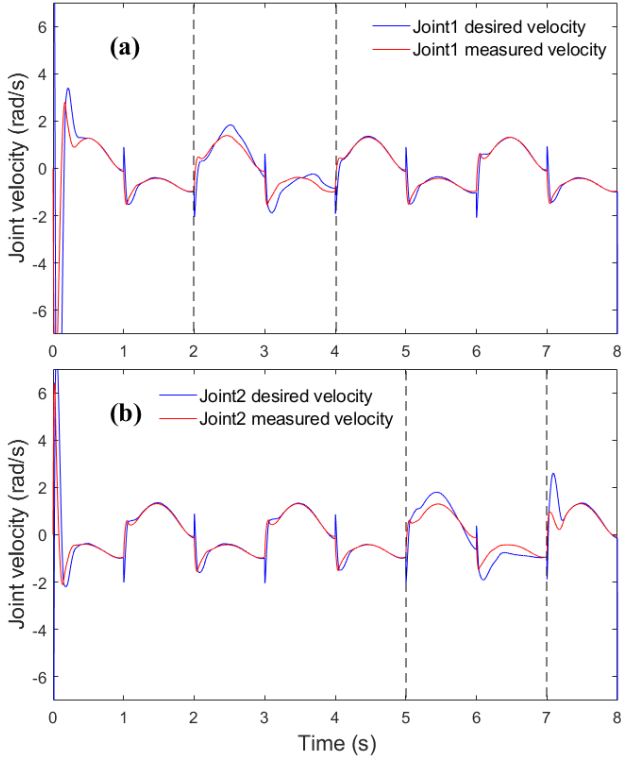 (a)
Joint1 desired velocity
Joint1 measured velocity
Joint velocity (rad/s)
6
4
2
0
-2
-4
-6
0 1 2 3 4 5 6 7 8
(b)
Joint2 desired velocity
Joint2 measured velocity
Joint velocity (rad/s)
6
4
2
0
-2
-4
-6
0 1 2 3 4 5 6 7 8
Time (s)